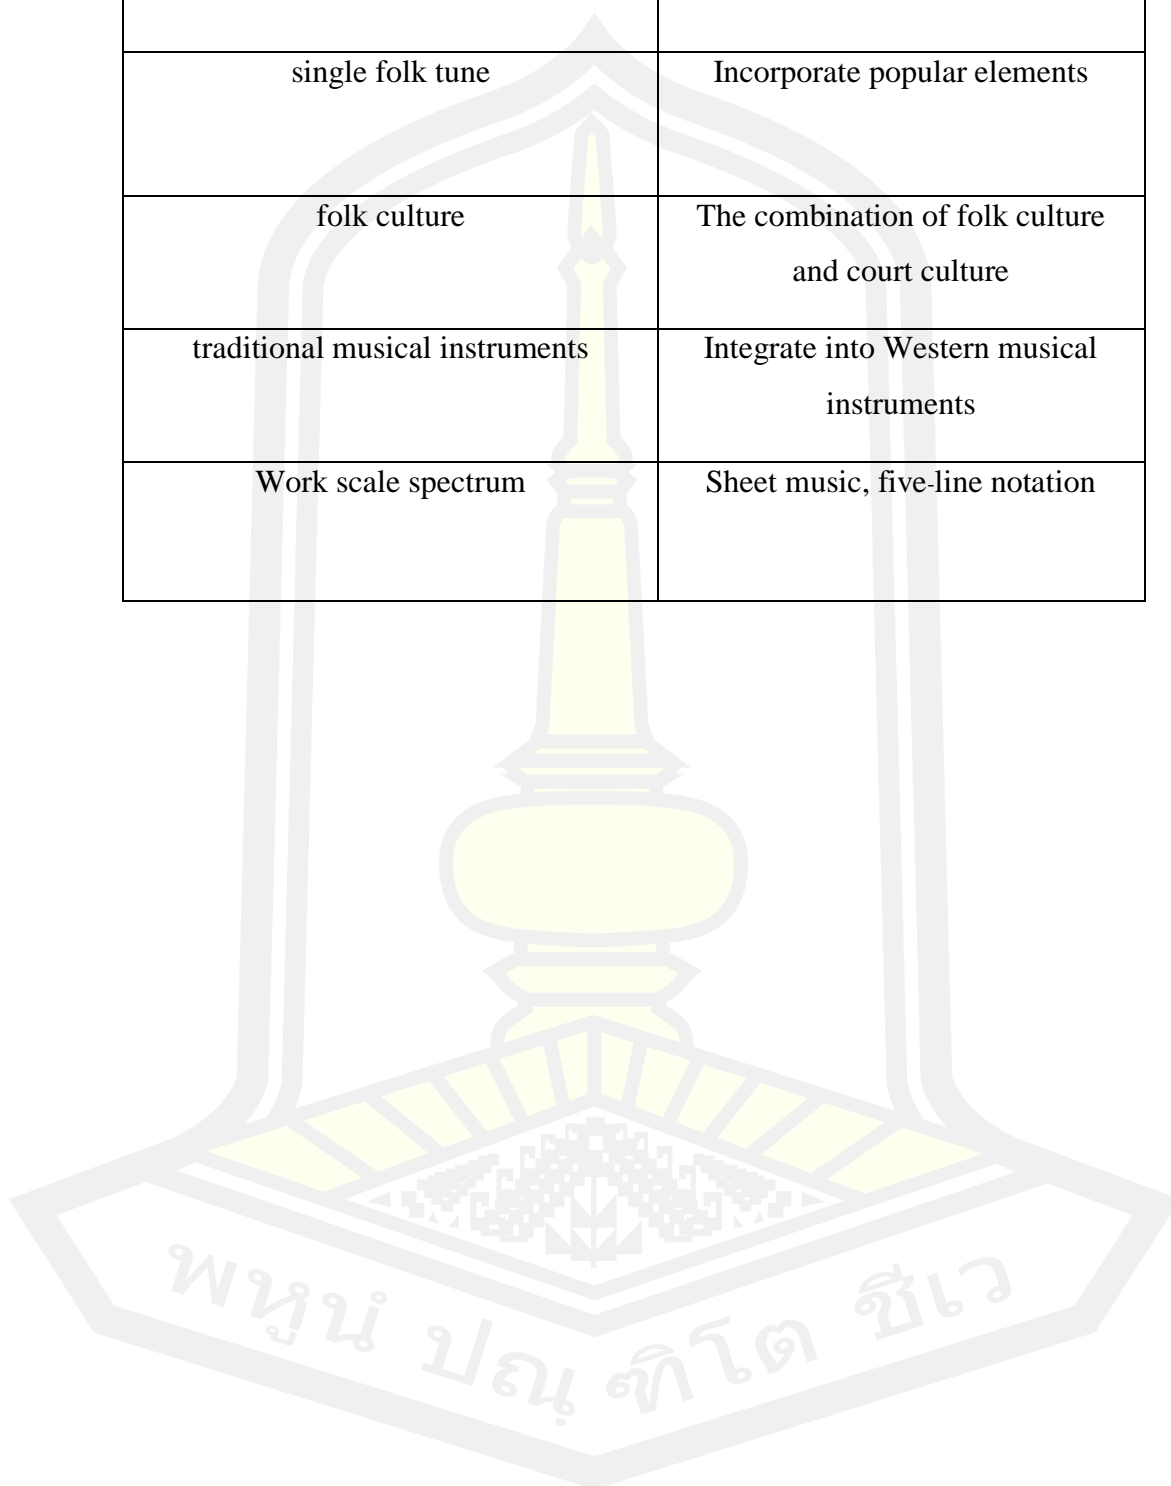 single folk tune
Incorporate popular elements
folk culture
The combination of folk culture
and court culture
traditional musical instruments
Integrate into Western musical
instruments
Work scale spectrum
Sheet music, five-line notation
พหูนํ ปณฺฑิโต ชีเว